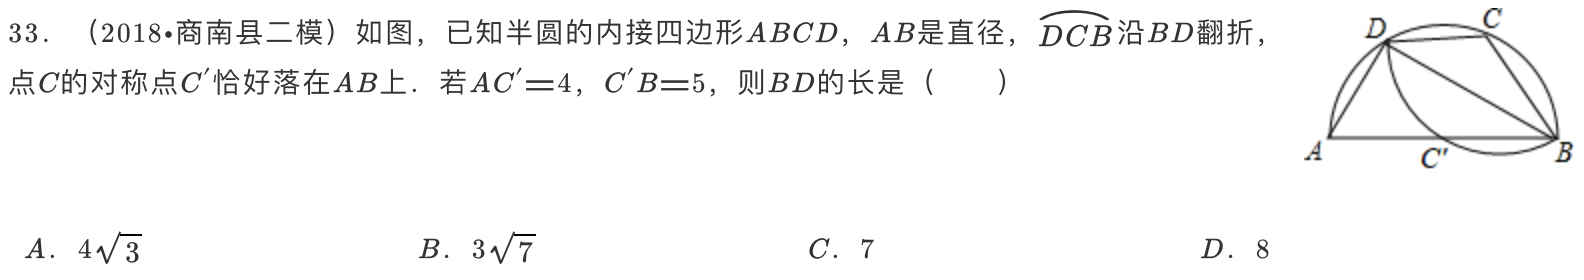 33. （2018•商南县二模）如图，已知半圆的内接四边形ABCD，AB是直径，$\overset{\frown}{DCB}$沿BD翻折，
点C的对称点C′恰好落在AB上．若AC′=4，C′B=5，则BD的长是（　　）
D
C
A
C′
B
A. 4√3
B. 3√7
C. 7
D. 8